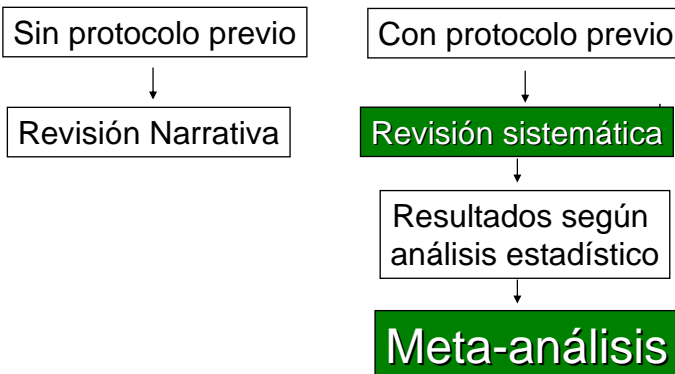 Sin protocolo previo
Con protocolo previo
Revisión Narrativa
Revisión sistemática
Resultados según
análisis estadístico
Meta-análisis